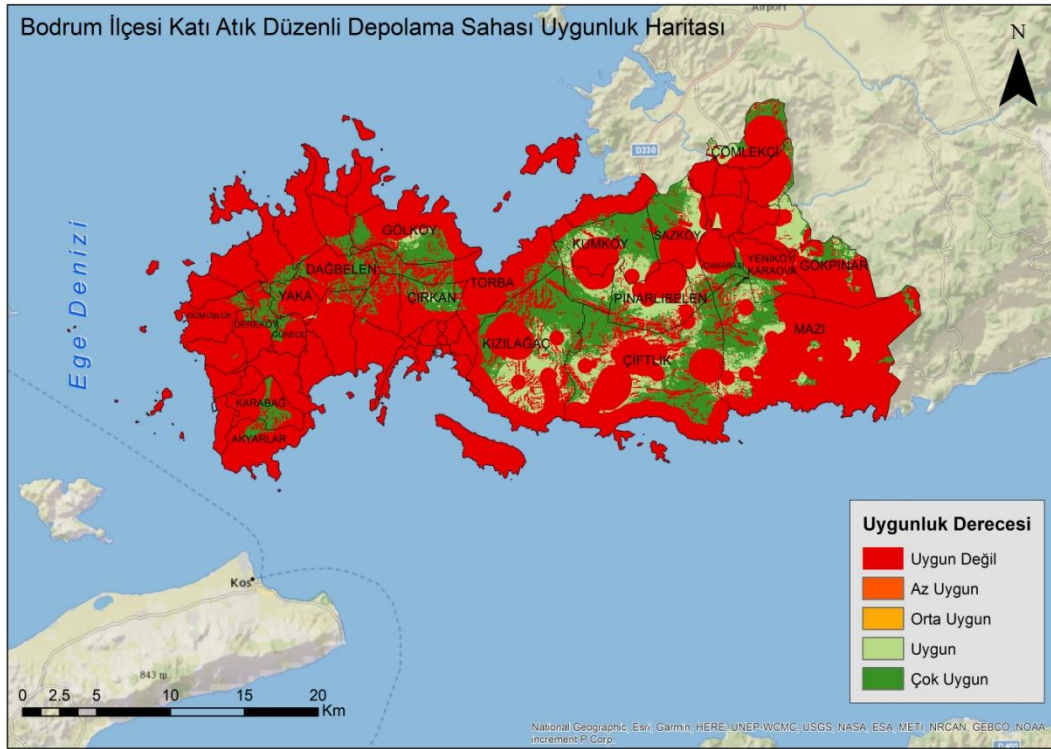 Bodrum İlçesi Katı Atık Düzenli Depolama Sahası Uygunluk Haritası
Airport
N
D330
ÇÖMLEKÇİ
GÖLKÖY
KUMKÖY
SAZKÖY
DAĞBELEN
TORBA
ÇAMARASI
YENİKÖY
KARAOVA
GÖKPINAR
YAKA
ÇIRKAN
PINARLIBELEN
GÜMÜŞLÜK
DEREKÖY
GÜRECE
KIZILAĞAÇ
ÇİFTLİK
MAZI
KARABAĞ
AKYARLAR
Ege Denizi
Kos
843 m
0 2.5 5 10 15 20
Km
Uygunluk Derecesi
Uygun Değil
Az Uygun
Orta Uygun
Uygun
Çok Uygun
National Geographic, Esri, Garmin, HERE, UNEP-WCMC, USGS, NASA, ESA, METI, NRCAN, GEBCO, NOAA,
increment P Corp.